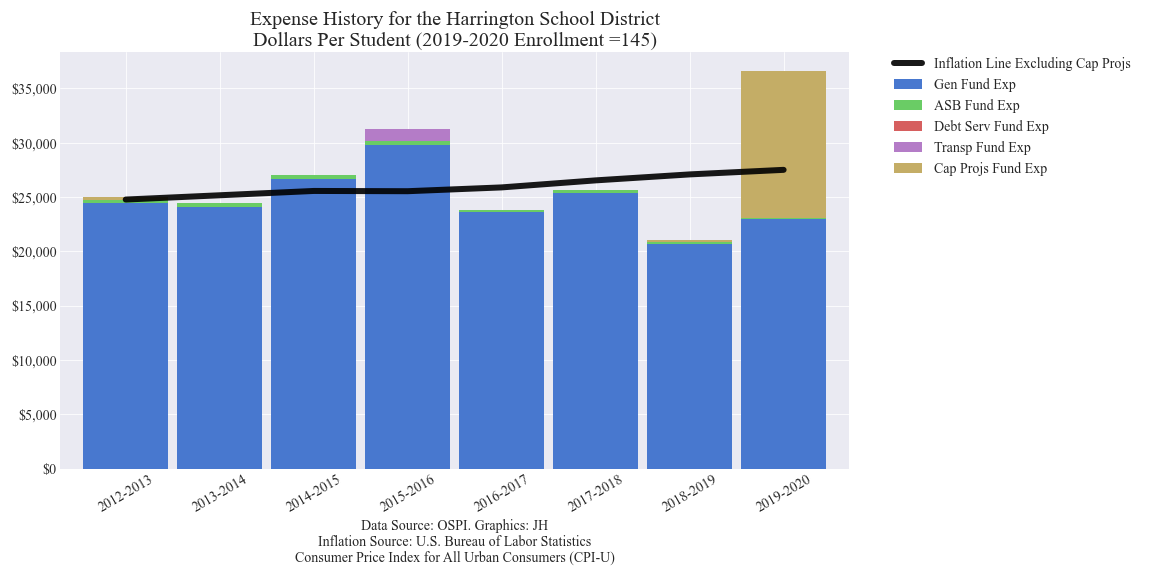 Expense History for the Harrington School District
Dollars Per Student (2019-2020 Enrollment =145)
Inflation Line Excluding Cap Projs
Gen Fund Exp
ASB Fund Exp
Debt Serv Fund Exp
Transp Fund Exp
Cap Projs Fund Exp
$35,000
$30,000
$25,000
$20,000
$15,000
$10,000
$5,000
$0
2012-2013
2013-2014
2014-2015
2015-2016
2016-2017
2017-2018
2018-2019
2019-2020
Data Source: OSPI. Graphics: JH
Inflation Source: U.S. Bureau of Labor Statistics
Consumer Price Index for All Urban Consumers (CPI-U)